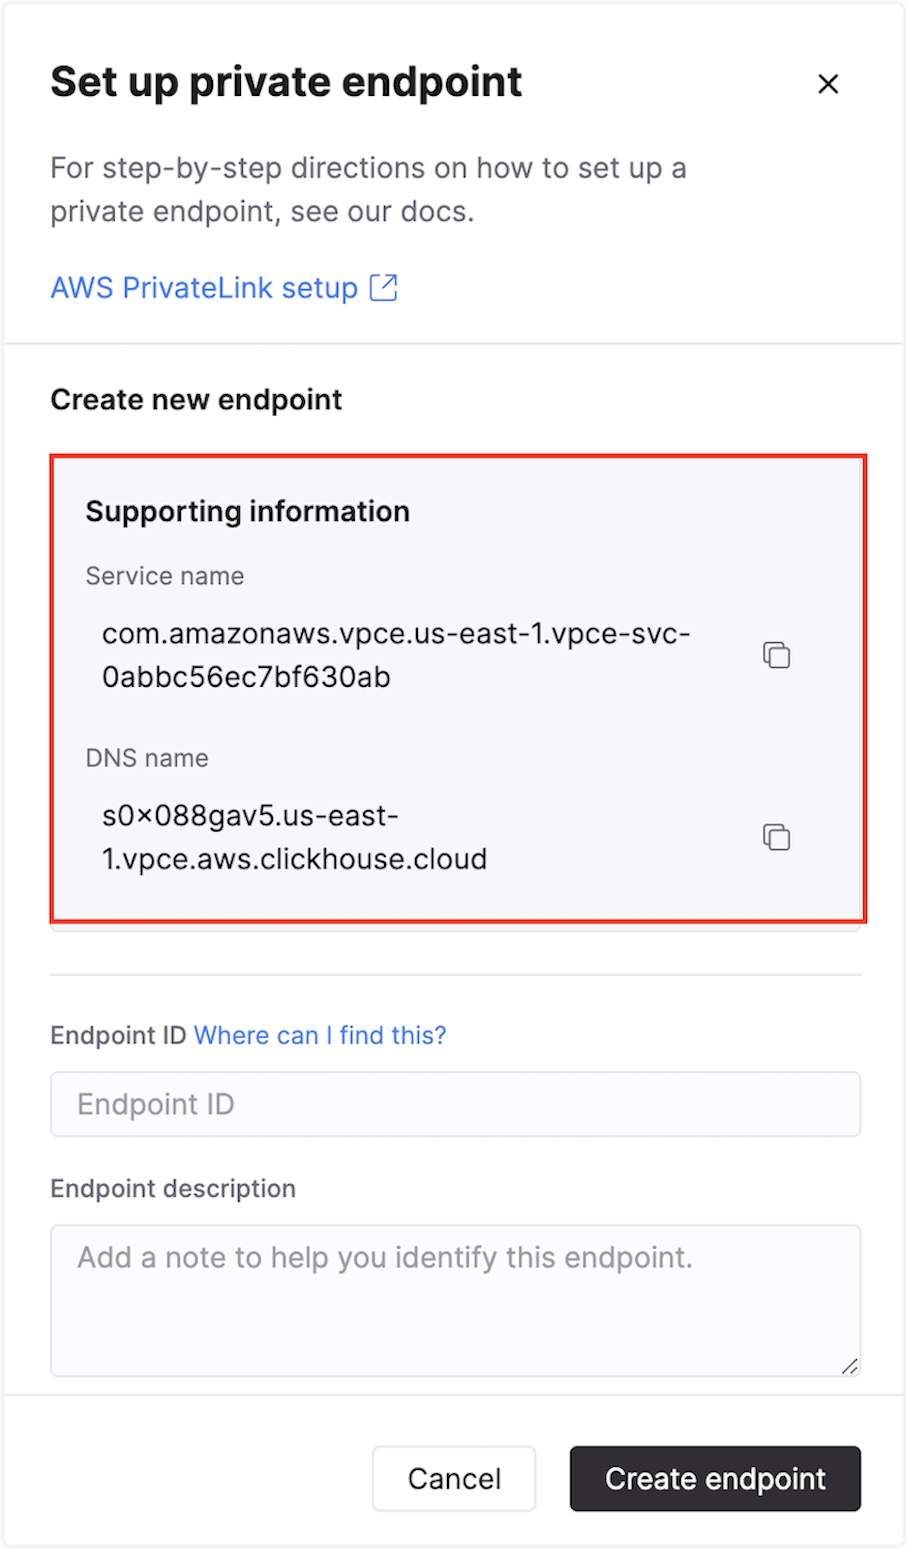 Set up private endpoint
For step-by-step directions on how to set up a
private endpoint, see our docs.
AWS PrivateLink setup
Create new endpoint
Supporting information
Service name
com.amazonaws.vpce.us-east-1.vpce-svc-
0abbc56ec7bf630ab
DNS name
s0×088gav5.us-east-
1.vpce.aws.clickhouse.cloud
Endpoint ID Where can I find this?
Endpoint ID
Endpoint description
Add a note to help you identify this endpoint.
Cancel
Create endpoint